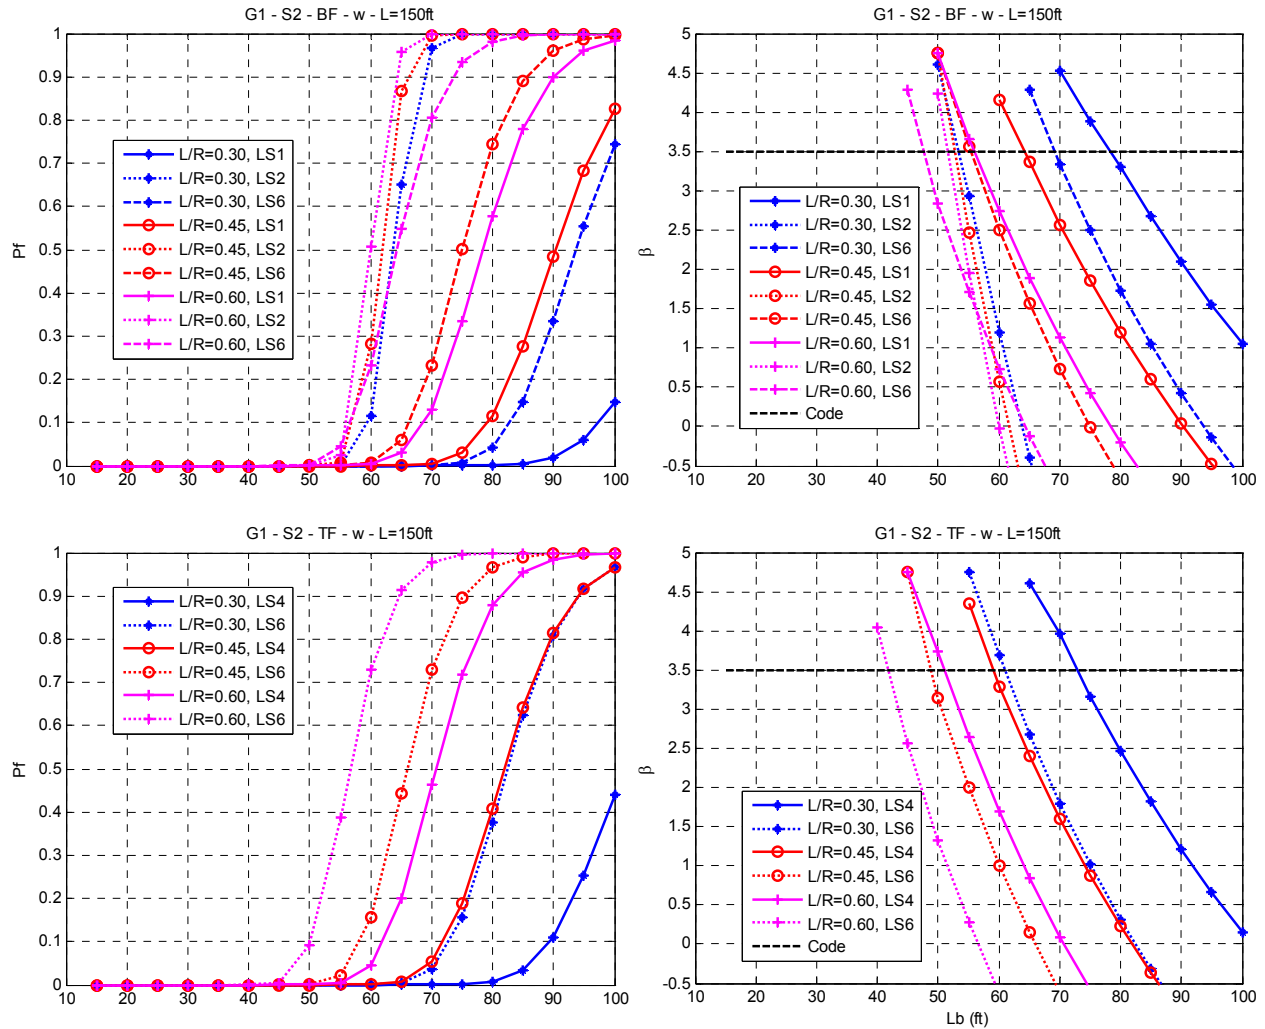 G1 - S2 - BF - w - L=150ft
1
0.9
0.8
0.7
0.6
0.5
0.4
0.3
0.2
0.1
0
Pf
L/R=0.30, LS1
L/R=0.30, LS2
L/R=0.30, LS6
L/R=0.45, LS1
L/R=0.45, LS2
L/R=0.45, LS6
L/R=0.60, LS1
L/R=0.60, LS2
L/R=0.60, LS6
10 20 30 40 50 60 70 80 90 100
G1 - S2 - BF - w - L=150ft
5
4.5
4
3.5
3
2.5
2
1.5
1
0.5
0
-0.5
β
L/R=0.30, LS1
L/R=0.30, LS2
L/R=0.30, LS6
L/R=0.45, LS1
L/R=0.45, LS2
L/R=0.45, LS6
L/R=0.60, LS1
L/R=0.60, LS2
L/R=0.60, LS6
Code
10 20 30 40 50 60 70 80 90 100
G1 - S2 - TF - w - L=150ft
1
0.9
0.8
0.7
0.6
0.5
0.4
0.3
0.2
0.1
0
Pf
L/R=0.30, LS4
L/R=0.30, LS6
L/R=0.45, LS4
L/R=0.45, LS6
L/R=0.60, LS4
L/R=0.60, LS6
10 20 30 40 50 60 70 80 90 100
G1 - S2 - TF - w - L=150ft
5
4.5
4
3.5
3
2.5
2
1.5
1
0.5
0
-0.5
β
L/R=0.30, LS4
L/R=0.30, LS6
L/R=0.45, LS4
L/R=0.45, LS6
L/R=0.60, LS4
L/R=0.60, LS6
Code
10 20 30 40 50 60 70 80 90 100
Lb (ft)